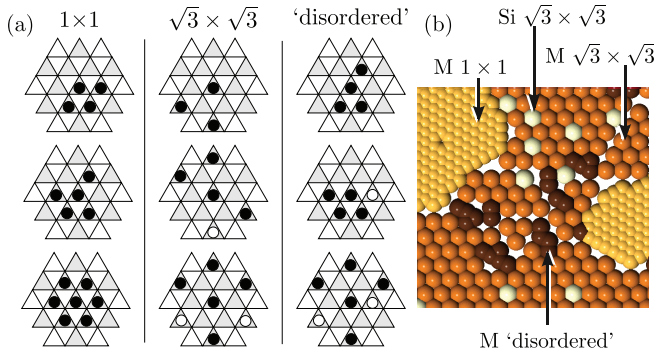 (a)
1×1
√3 × √3
'disordered'
(b)
Si √3 × √3
M √3 × √3
M 1 × 1
M 'disordered'